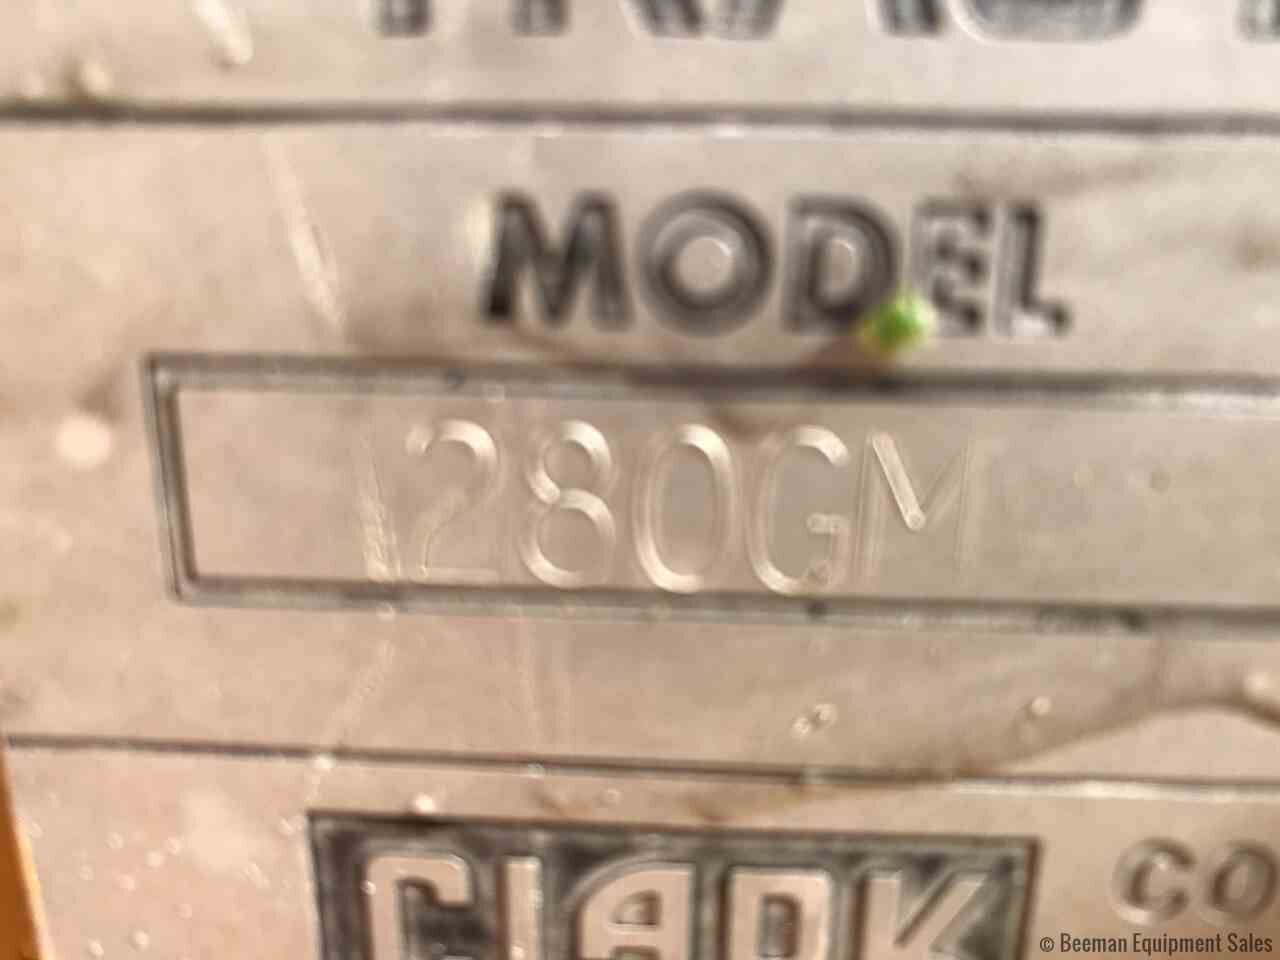 MODEL
280GM
CLARK CO
© Beeman Equipment Sales